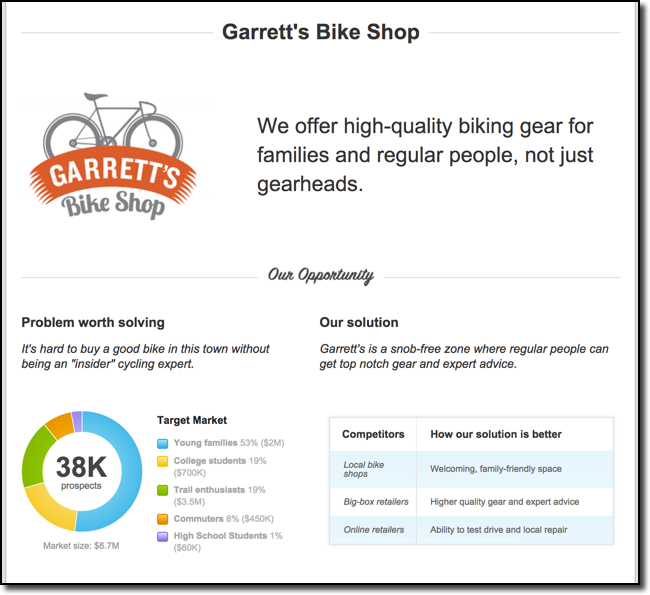 Garrett's Bike Shop
GARRETT'S
Bike Shop
We offer high-quality biking gear for
families and regular people, not just
gearheads.
Our Opportunity
Problem worth solving
It's hard to buy a good bike in this town without
being an "insider" cycling expert.
Our solution
Garrett's is a snob-free zone where regular people can
get top notch gear and expert advice.
38K
prospects
Market size: $6.7M
Target Market
Young families 53% ($2M)
College students 19%
($700K)
Trail enthusiasts 19%
($3.5M)
Commuters 8% ($450K)
High School Students 1%
($60K)
Competitors How our solution is better
Local bike
shops
Welcoming, family-friendly space
Big-box retailers Higher quality gear and expert advice
Online retailers Ability to test drive and local repair